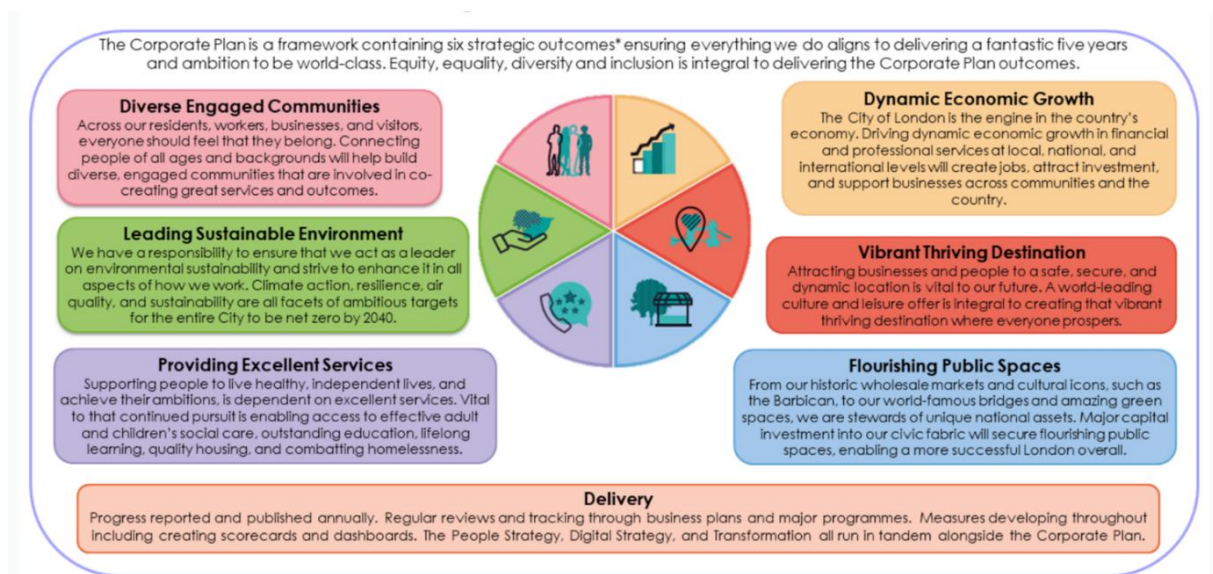 The Corporate Plan is a framework containing six strategic outcomes* ensuring everything we do aligns to delivering a fantastic five years
and ambition to be world-class. Equity, equality, diversity and inclusion is integral to delivering the Corporate Plan outcomes.
Diverse Engaged Communities
Across our residents, workers, businesses, and visitors,
everyone should feel that they belong. Connecting
people of all ages and backgrounds will help build
diverse, engaged communities that are involved in co-
creating great services and outcomes.
Leading Sustainable Environment
We have a responsibility to ensure that we act as a leader
on environmental sustainability and strive to enhance it in all
aspects of how we work. Climate action, resilience, air
quality, and sustainability are all facets of ambitious targets
for the entire City to be net zero by 2040.
Providing Excellent Services
Supporting people to live healthy, independent lives, and
achieve their ambitions, is dependent on excellent services. Vital
to that continued pursuit is enabling access to effective adult
and children's social care, outstanding education, lifelong
learning, quality housing, and combatting homelessness.
Dynamic Economic Growth
The City of London is the engine in the country's
economy. Driving dynamic economic growth in financial
and professional services at local, national, and
international levels will create jobs, attract investment,
and support businesses across communities and the
country.
Vibrant Thriving Destination
Attracting businesses and people to a safe, secure, and
dynamic location is vital to our future. A world-leading
culture and leisure offer is integral to creating that vibrant
thriving destination where everyone prospers.
Flourishing Public Spaces
From our historic wholesale markets and cultural icons, such as
the Barbican, to our world-famous bridges and amazing green
spaces, we are stewards of unique national assets. Major capital
investment into our civic fabric will secure flourishing public
spaces, enabling a more successful London overall.
Delivery
Progress reported and published annually. Regular reviews and tracking through business plans and major programmes. Measures developing throughout
including creating scorecards and dashboards. The People Strategy, Digital Strategy, and Transformation all run in tandem alongside the Corporate Plan.